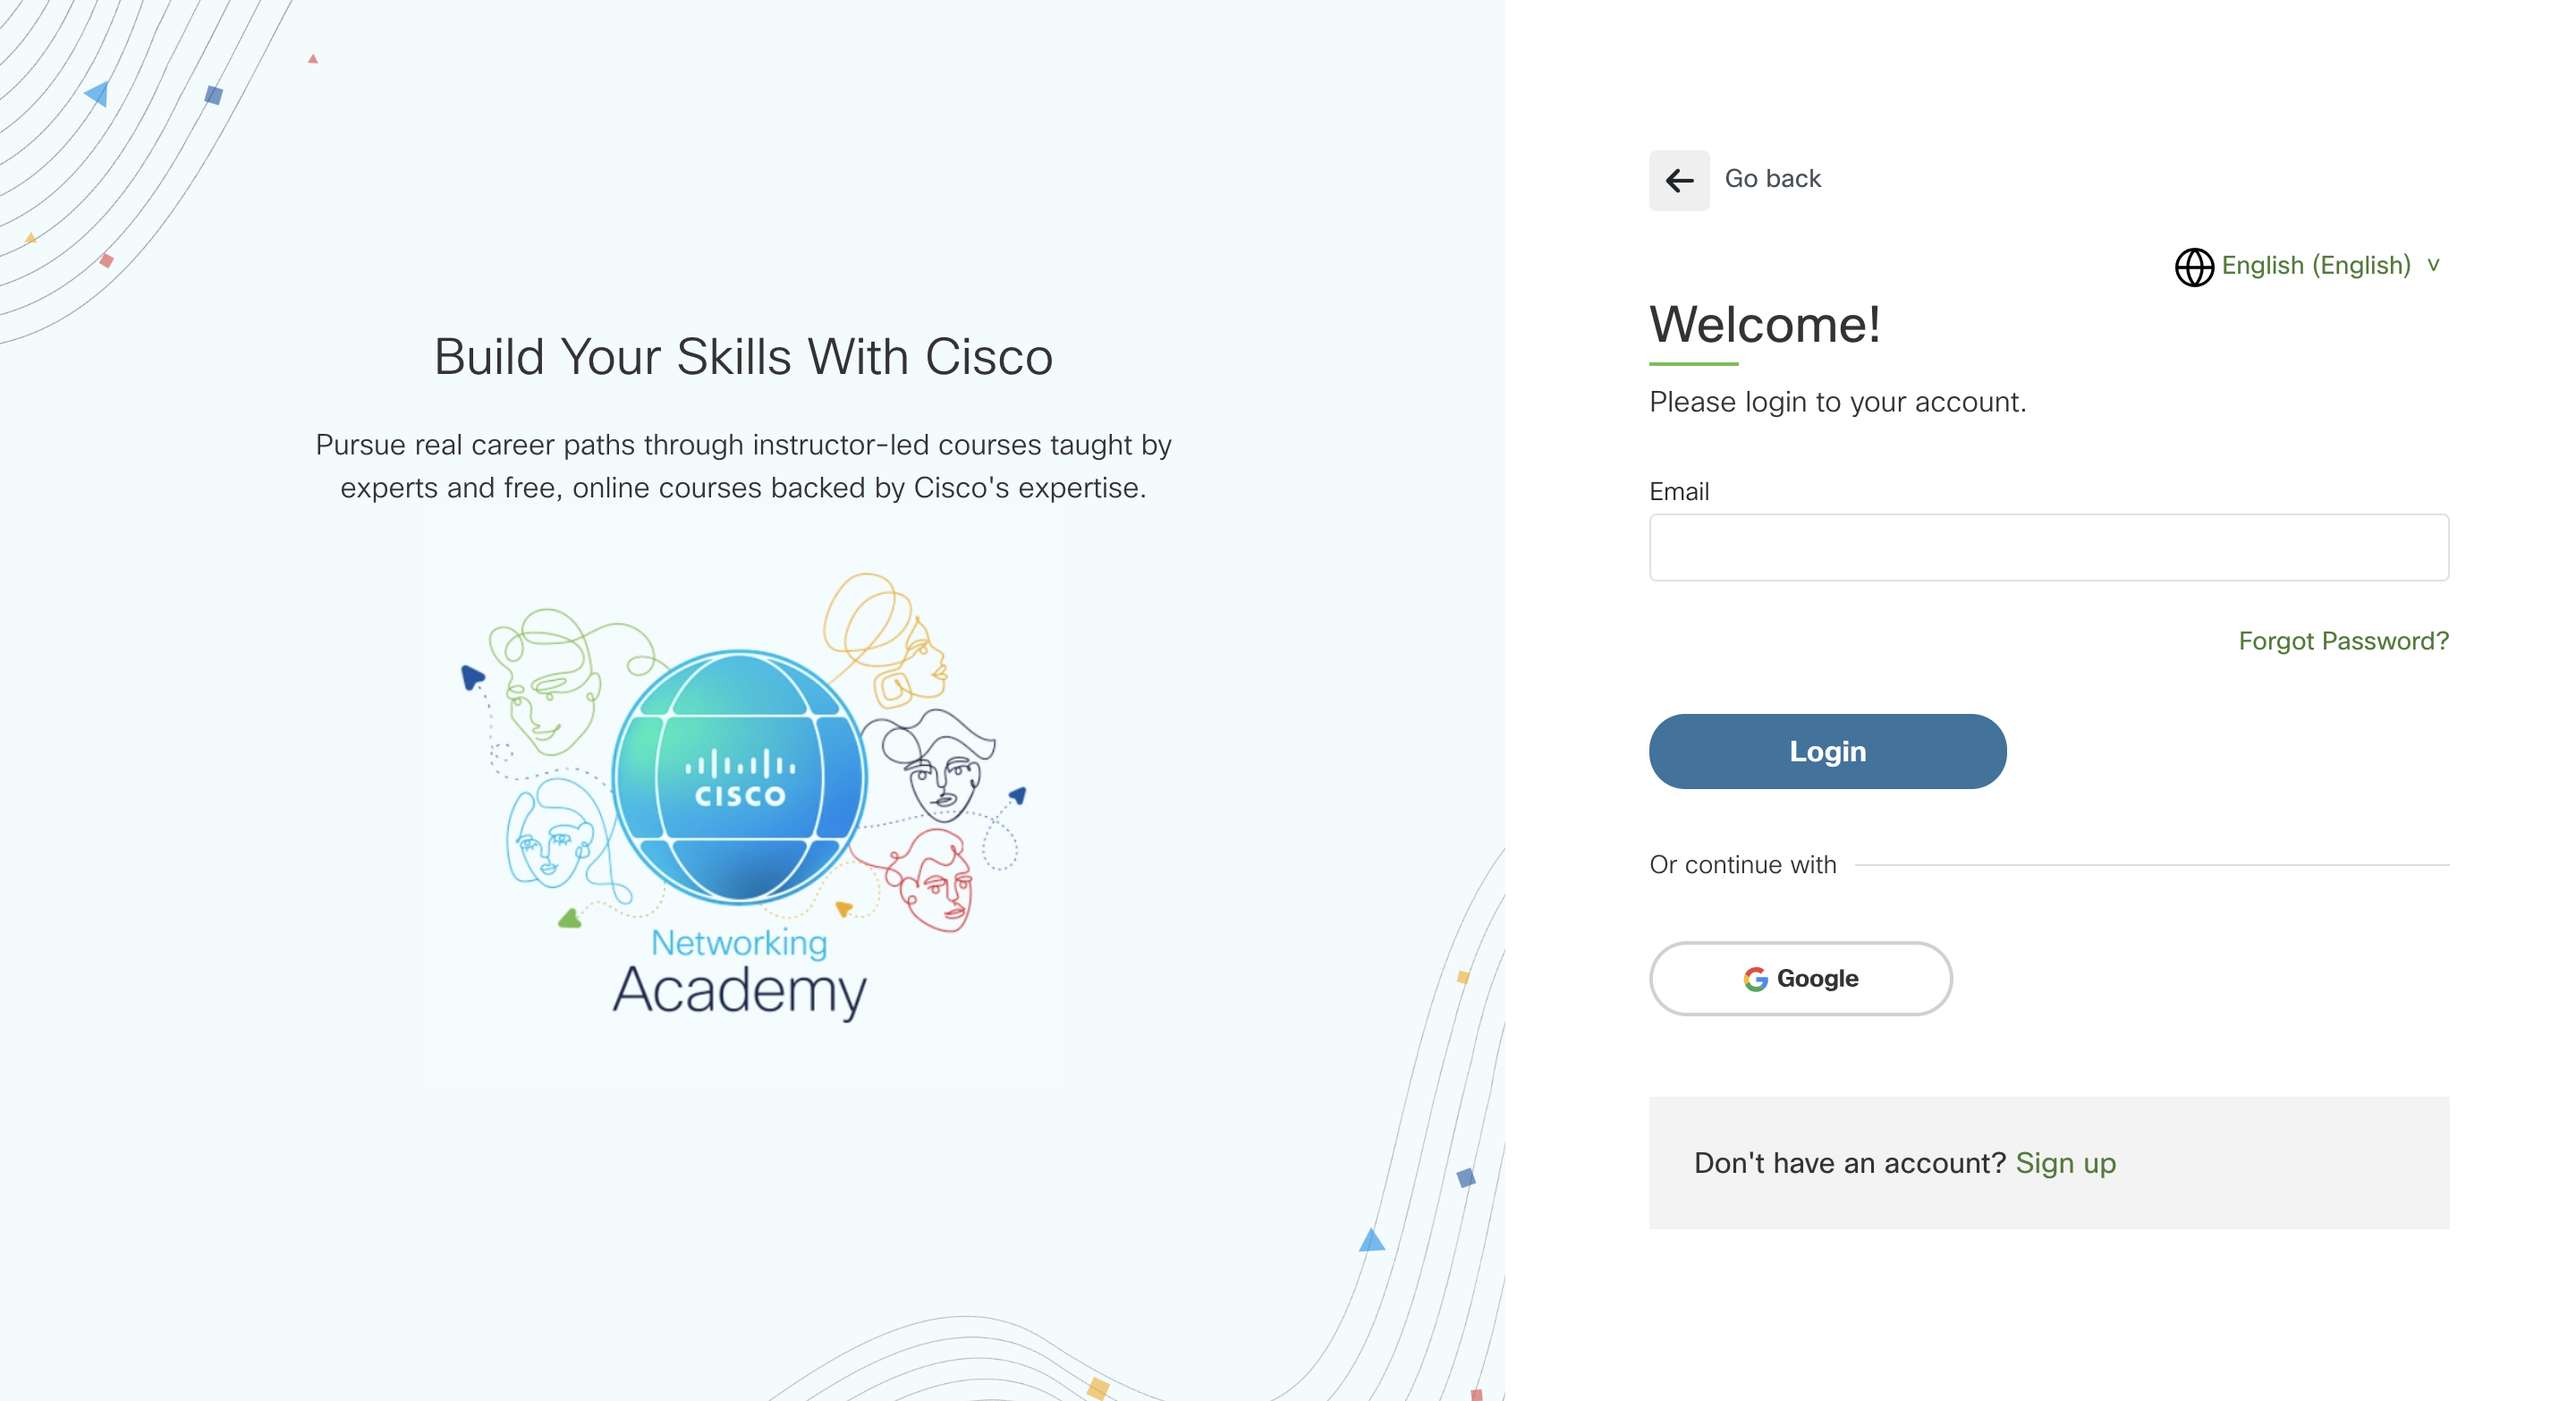 Build Your Skills With Cisco
Pursue real career paths through instructor-led courses taught by
experts and free, online courses backed by Cisco's expertise.
CISCO
Networking
Academy
Go back
English (English) v
Welcome!
Please login to your account.
Email
Forgot Password?
Login
Or continue with
Google
Don't have an account? Sign up